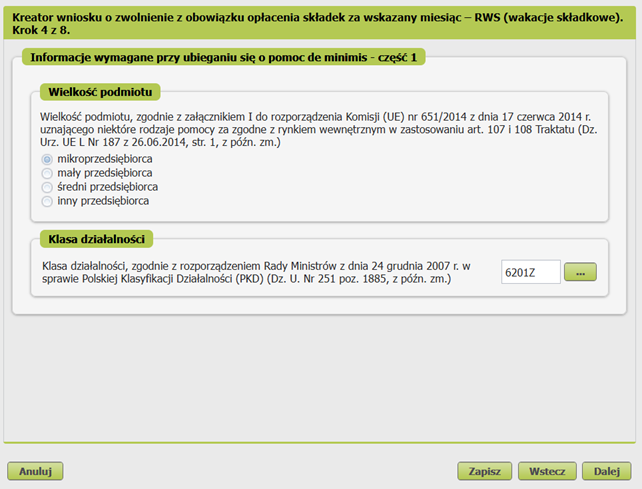 Kreator wniosku o zwolnienie z obowiązku opłacenia składek za wskazany miesiąc – RWS (wakacje składkowe).
Krok 4 z 8.
Informacje wymagane przy ubieganiu się o pomoc de minimis - część 1
Wielkość podmiotu
Wielkość podmiotu, zgodnie z załącznikiem I do rozporządzenia Komisji (UE) nr 651/2014 z dnia 17 czerwca 2014 r.
uznającego niektóre rodzaje pomocy za zgodne z rynkiem wewnętrznym w zastosowaniu art. 107 i 108 Traktatu (Dz.
Urz. UE L Nr 187 z 26.06.2014, str. 1, z późn. zm.)
mikroprzedsiębiorca
mały przedsiębiorca
średni przedsiębiorca
inny przedsiębiorca
Klasa działalności
Klasa działalności, zgodnie z rozporządzeniem Rady Ministrów z dnia 24 grudnia 2007 r. w
sprawie Polskiej Klasyfikacji Działalności (PKD) (Dz. U. Nr 251 poz. 1885, z późn. zm.)
6201Z ...
Anuluj Zapisz Wstecz Dalej